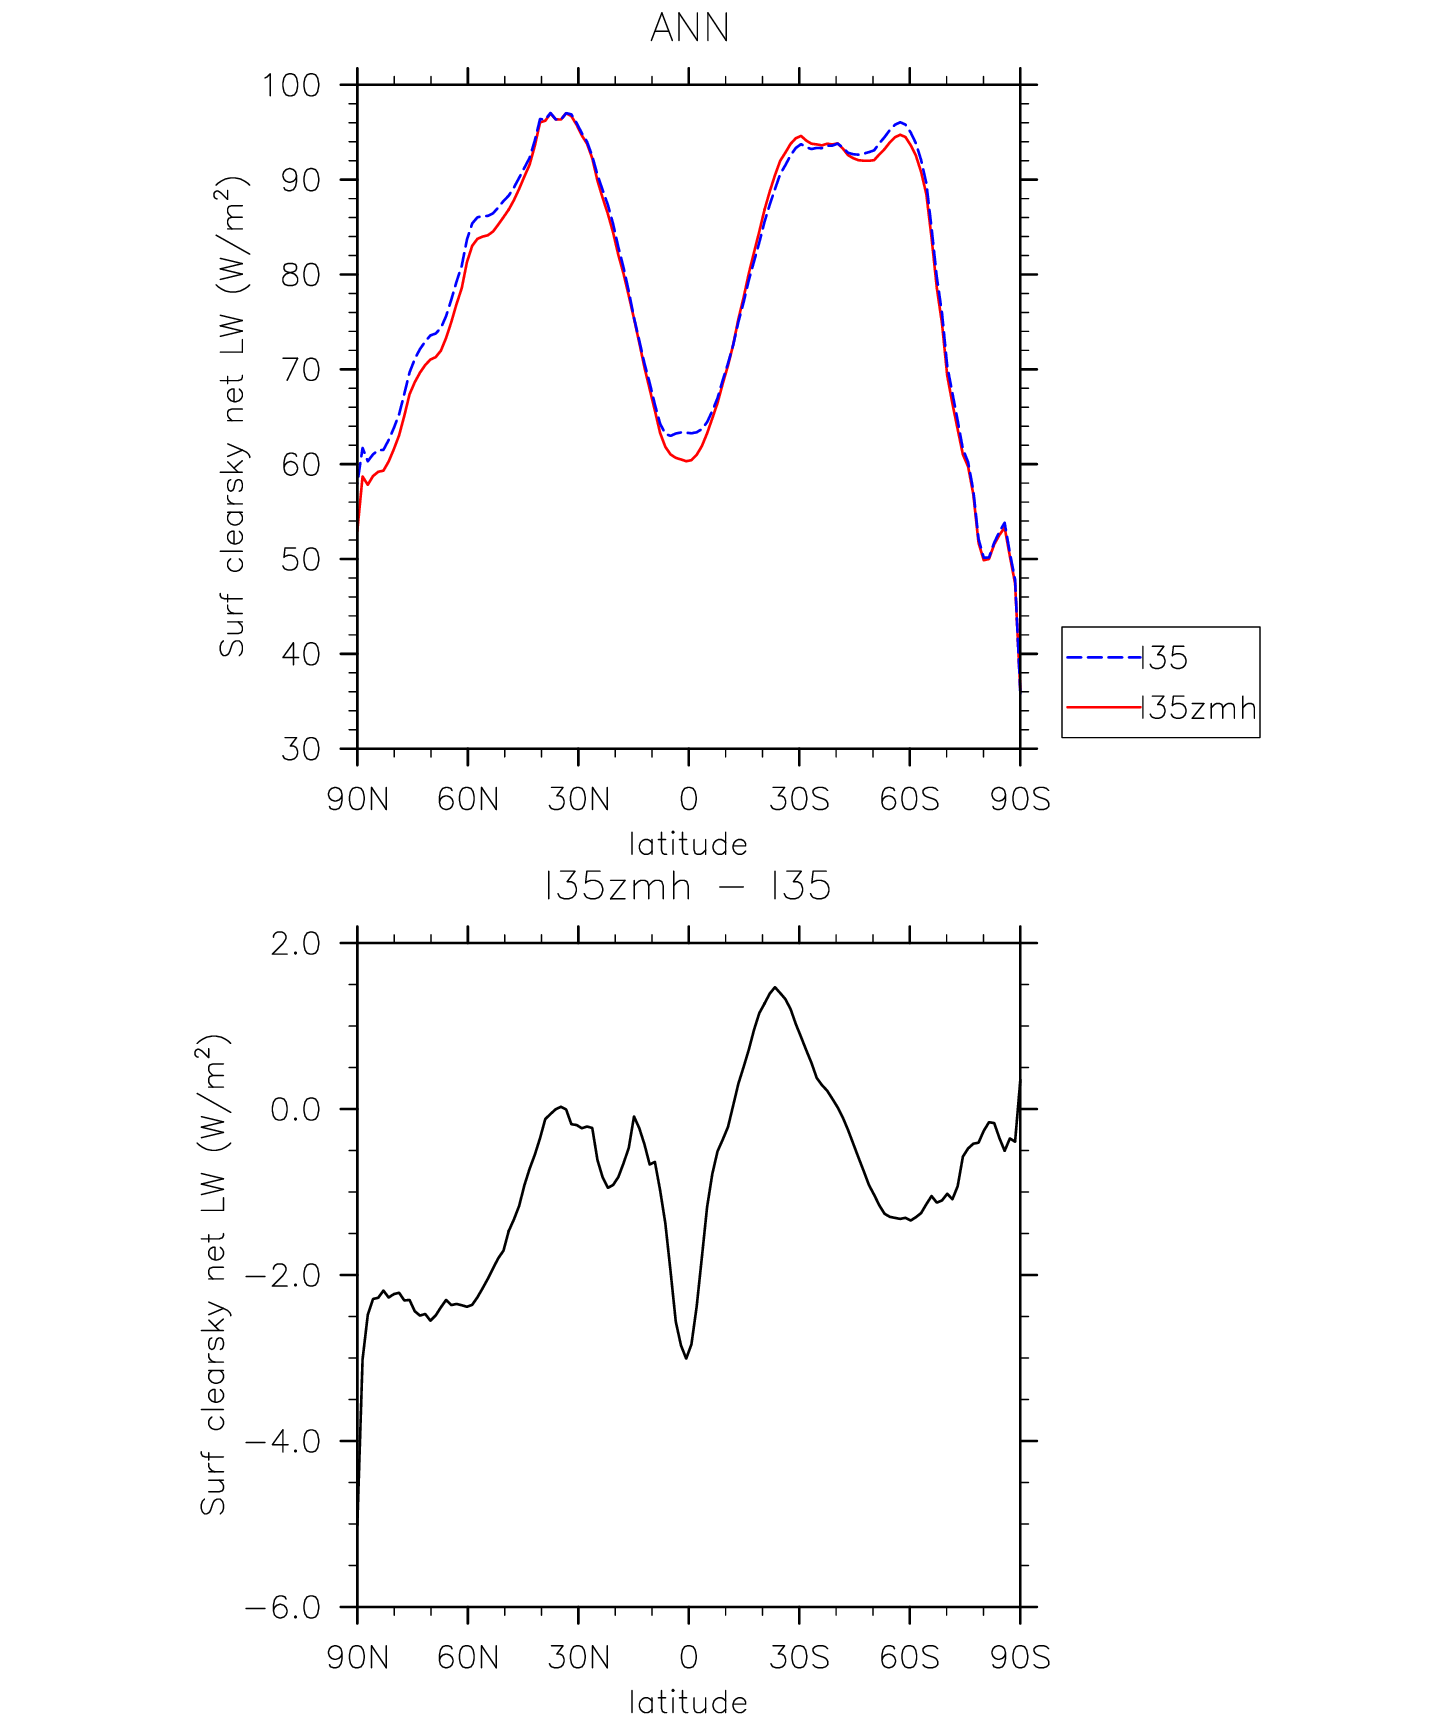 ANN
Surf clearsky net LW (W/m²)
100
90
80
70
60
50
40
30
90N 60N 30N 0 30S 60S 90S
latitude
I35
I35zmh
I35zmh − I35
Surf clearsky net LW (W/m²)
2.0
0.0
−2.0
−4.0
−6.0
90N 60N 30N 0 30S 60S 90S
latitude